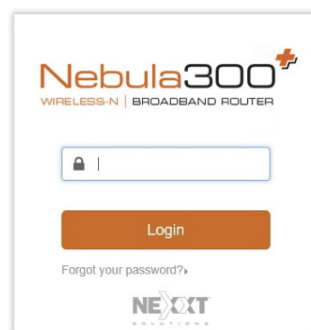 Nebula300+
WIRELESS-N | BROADBAND ROUTER
Login
Forgot your password?
NEXXT
SOLUTIONS